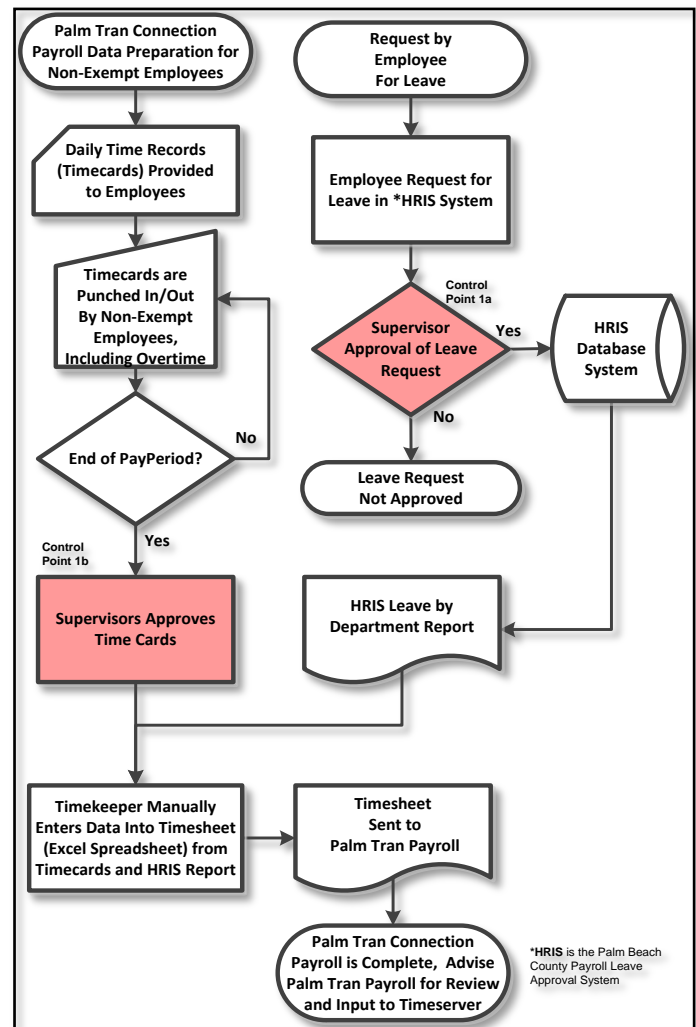 Palm Tran Connection
Payroll Data Preparation for
Non-Exempt Employees
Daily Time Records
(Timecards) Provided
to Employees
Timecards are
Punched In/Out
By Non-Exempt
Employees,
Including Overtime
End of PayPeriod?
No
Yes
Control
Point 1b
Supervisors Approves
Time Cards
Timekeeper Manually
Enters Data Into Timesheet
(Excel Spreadsheet) from
Timecards and HRIS Report
Request by
Employee
For Leave
Employee Request for
Leave in *HRIS System
Control
Point 1a
Supervisor
Approval of Leave
Request
Yes
No
HRIS
Database
System
Leave Request
Not Approved
HRIS Leave by
Department Report
Timesheet
Sent to
Palm Tran Payroll
Palm Tran Connection
Payroll is Complete, Advise
Palm Tran Payroll for Review
and Input to Timeserver
*HRIS is the Palm Beach
County Payroll Leave
Approval System